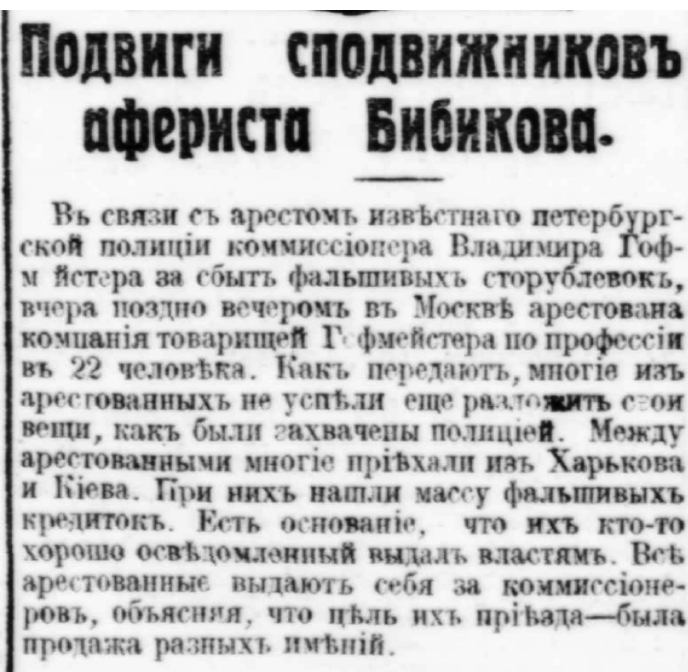 Подвиги сподвижниковъ
афериста Бибикова.
Въ связи съ арестомъ извѣстнаго петербург-
ской полиціи коммиссіонера Владимира Гоф-
м йстера за сбытъ фальшивыхъ сторублевокъ,
вчера поздно вечеромъ въ Москвѣ арестована
компанія товарищей Гофмейстера по профессіи
въ 22 человѣка. Какъ передаютъ, многіе изъ
арестованныхъ не успѣли еще разложить свои
вещи, какъ были захвачены полиціей. Между
арестованными многіе пріѣхали изъ Харькова
и Кіева. При нихъ нашли массу фальшивыхъ
кредитокъ. Есть основаніе, что ихъ кто-то
хорошо освѣдомленный выдалъ властямъ. Всѣ
арестованные выдаютъ себя за коммиссіоне-
ровъ, объясняя, что цѣль ихъ пріѣзда—была
продажа разныхъ имѣній.